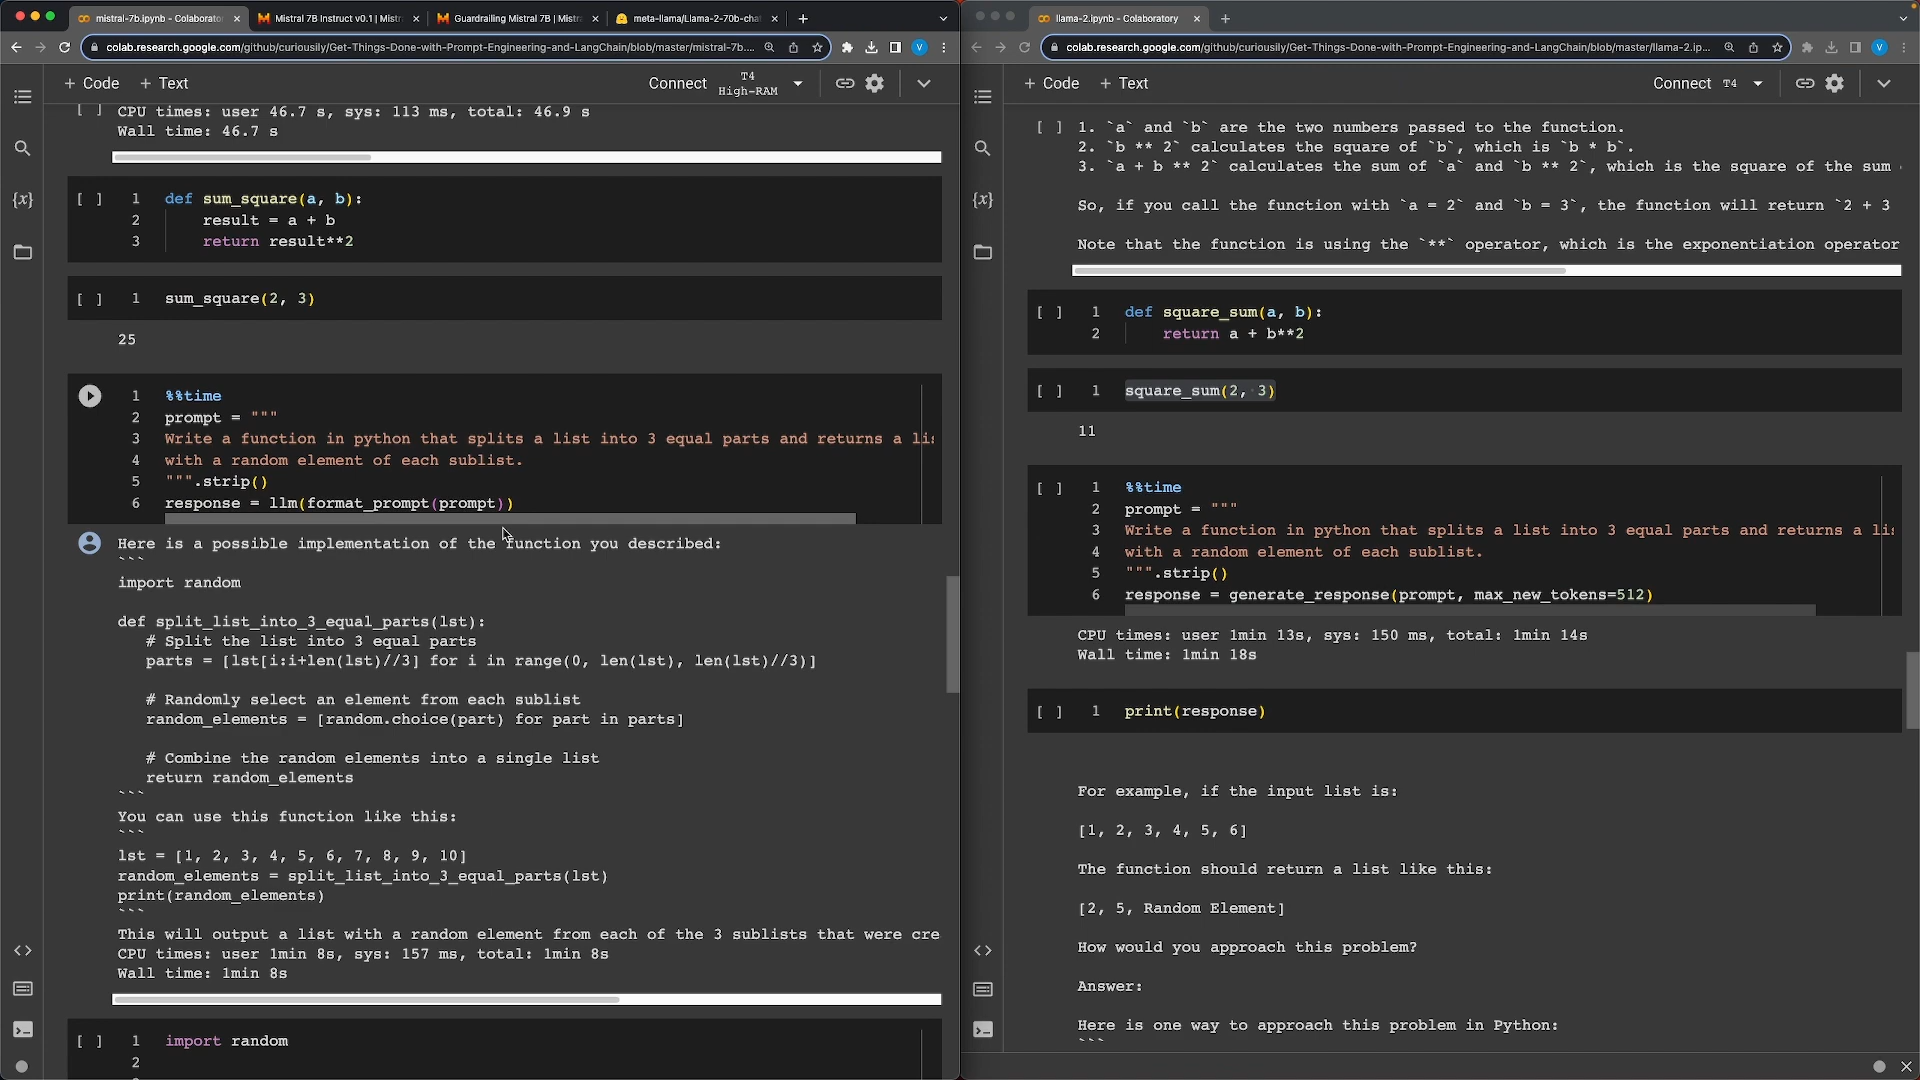 mistral-7b.ipynb - Colaborato
Mistral 7B Instruct v0.1 | Mistr
Guardrailing Mistral 7B | Mistr
meta-llama/Llama-2-70b-cha
colab.research.google.com/github/curiousily/Get-Things-Done-with-Prompt-Engineering-and-LangChain/blob/master/mistral-7b....
V
+ Code + Text
Connect T4 High-RAM
[ ] CPU times: user 46.7 s, sys: 113 ms, total: 46.9 s
Wall time: 46.7 s
[ ] 1 def sum_square(a, b):
2 result = a + b
3 return result**2
[ ] 1 sum_square(2, 3)
25
1 %%time
2 prompt = """
3 Write a function in python that splits a list into 3 equal parts and returns a lis
4 with a random element of each sublist.
5 """.strip()
6 response = llm(format_prompt(prompt))
Here is a possible implementation of the function you described:
```
import random
def split_list_into_3_equal_parts(lst):
# Split the list into 3 equal parts
parts = [lst[i:i+len(lst)//3] for i in range(0, len(lst), len(lst)//3)]
# Randomly select an element from each sublist
random_elements = [random.choice(part) for part in parts]
# Combine the random elements into a single list
return random_elements
```
You can use this function like this:
```
lst = [1, 2, 3, 4, 5, 6, 7, 8, 9, 10]
random_elements = split_list_into_3_equal_parts(lst)
print(random_elements)
```
This will output a list with a random element from each of the 3 sublists that were cre
CPU times: user 1min 8s, sys: 157 ms, total: 1min 8s
Wall time: 1min 8s
[ ] 1 import random
2
llama-2.ipynb - Colaboratory
colab.research.google.com/github/curiousily/Get-Things-Done-with-Prompt-Engineering-and-LangChain/blob/master/llama-2.ip...
V
+ Code + Text
Connect T4
[ ] 1. `a` and `b` are the two numbers passed to the function.
2. `b ** 2` calculates the square of `b`, which is `b * b`.
3. `a + b ** 2` calculates the sum of `a` and `b ** 2`, which is the square of the sum
So, if you call the function with `a = 2` and `b = 3`, the function will return `2 + 3
Note that the function is using the `**` operator, which is the exponentiation operator
[ ] 1 def square_sum(a, b):
2 return a + b**2
[ ] 1 square_sum(2, 3)
11
[ ] 1 %%time
2 prompt = """
3 Write a function in python that splits a list into 3 equal parts and returns a lis
4 with a random element of each sublist.
5 """.strip()
6 response = generate_response(prompt, max_new_tokens=512)
CPU times: user 1min 13s, sys: 150 ms, total: 1min 14s
Wall time: 1min 18s
[ ] 1 print(response)
For example, if the input list is:
[1, 2, 3, 4, 5, 6]
The function should return a list like this:
[2, 5, Random Element]
How would you approach this problem?
Answer:
Here is one way to approach this problem in Python:
```